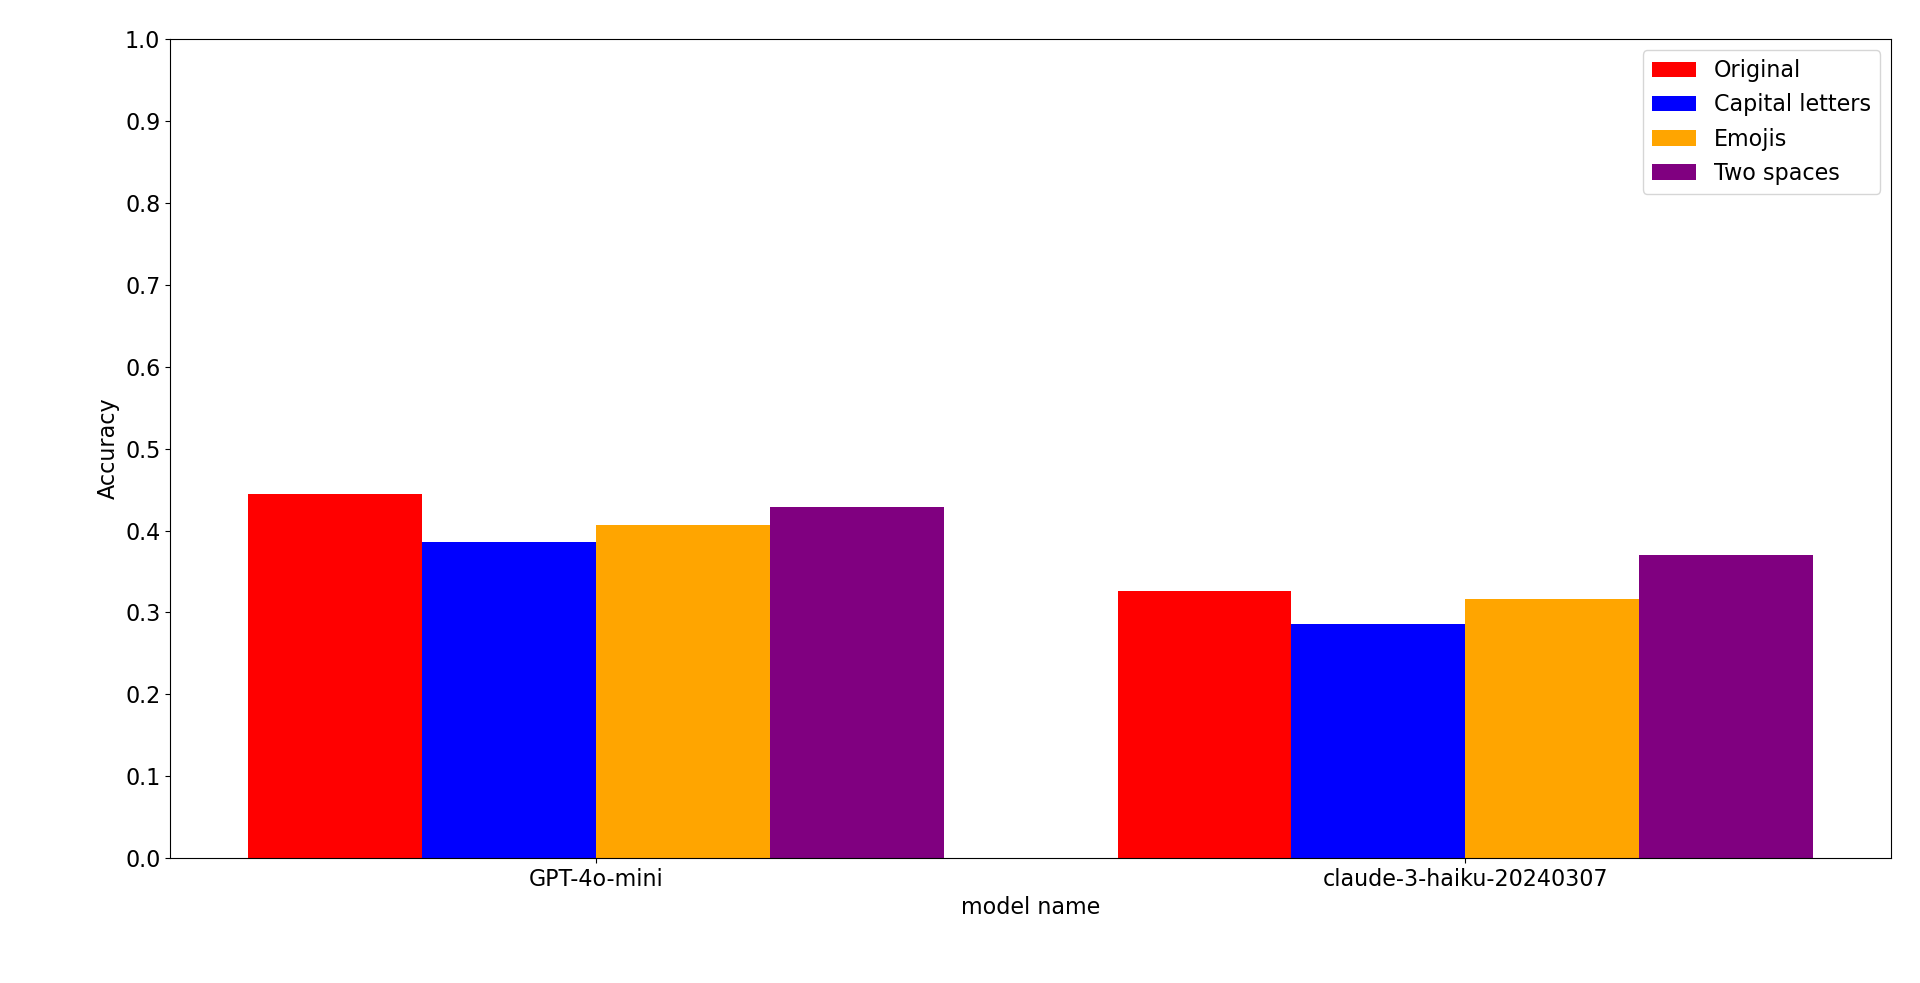 1.0
0.9
0.8
0.7
0.6
0.5
0.4
0.3
0.2
0.1
0.0
Accuracy
Original
Capital letters
Emojis
Two spaces
GPT-4o-mini
claude-3-haiku-20240307
model name